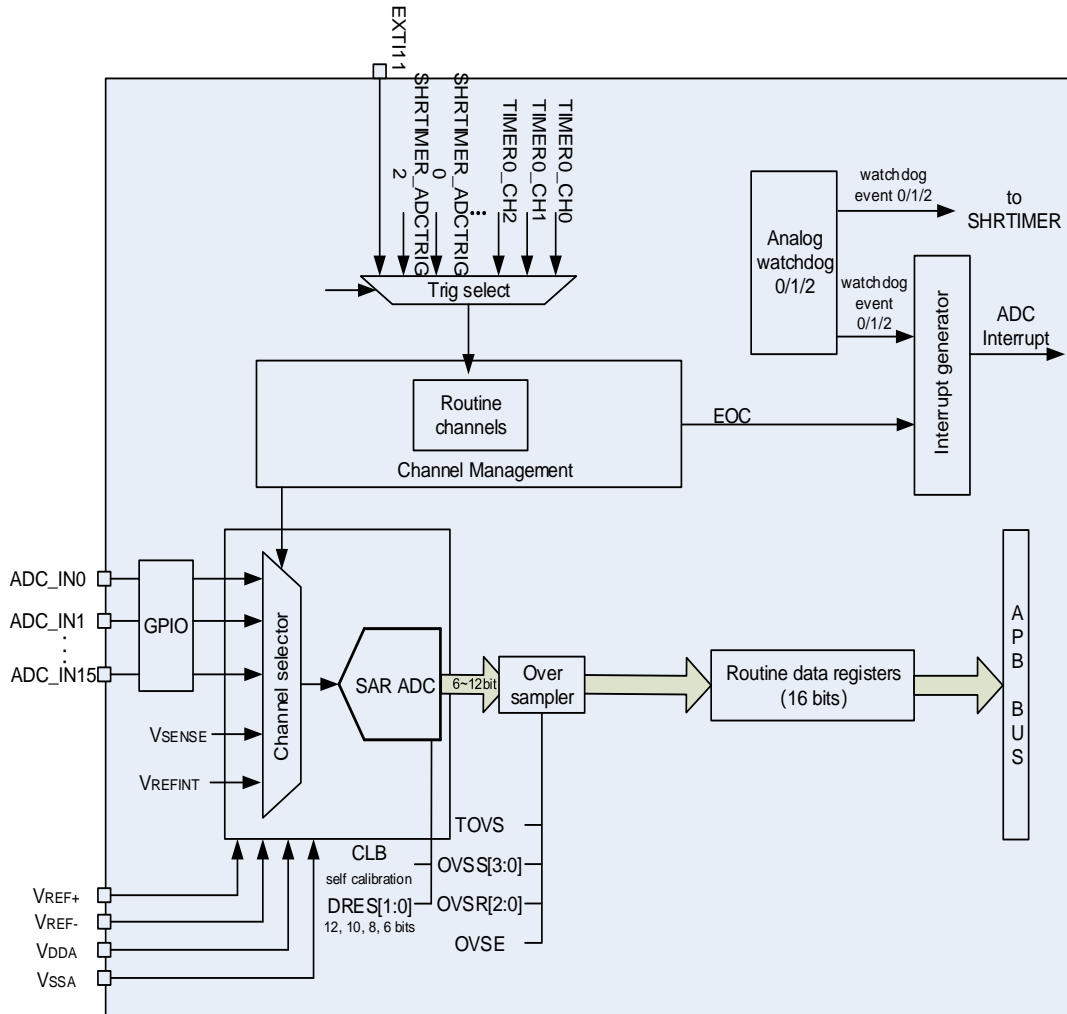 EXTI11
SHRTIMER_ADCTRIG
2
SHRTIMER_ADCTRIG
0
...
TIMER0_CH2
TIMER0_CH1
TIMER0_CH0
Trig select
Routine
channels
Channel Management
EOC
Analog
watchdog
0/1/2
watchdog
event 0/1/2
to
SHRTIMER
watchdog
event
0/1/2
Interrupt generator
ADC
Interrupt
ADC_IN0
ADC_IN1
ADC_IN15
GPIO
VSENSE
VREFINT
Channel selector
SAR ADC
6~12bit
Over
sampler
Routine data registers
(16 bits)
APB BUS
TOVS
OVSS[3:0]
OVSR[2:0]
OVSE
CLB
self calibration
DRES[1:0]
12, 10, 8, 6 bits
VREF+
VREF-
VDDA
VSSA